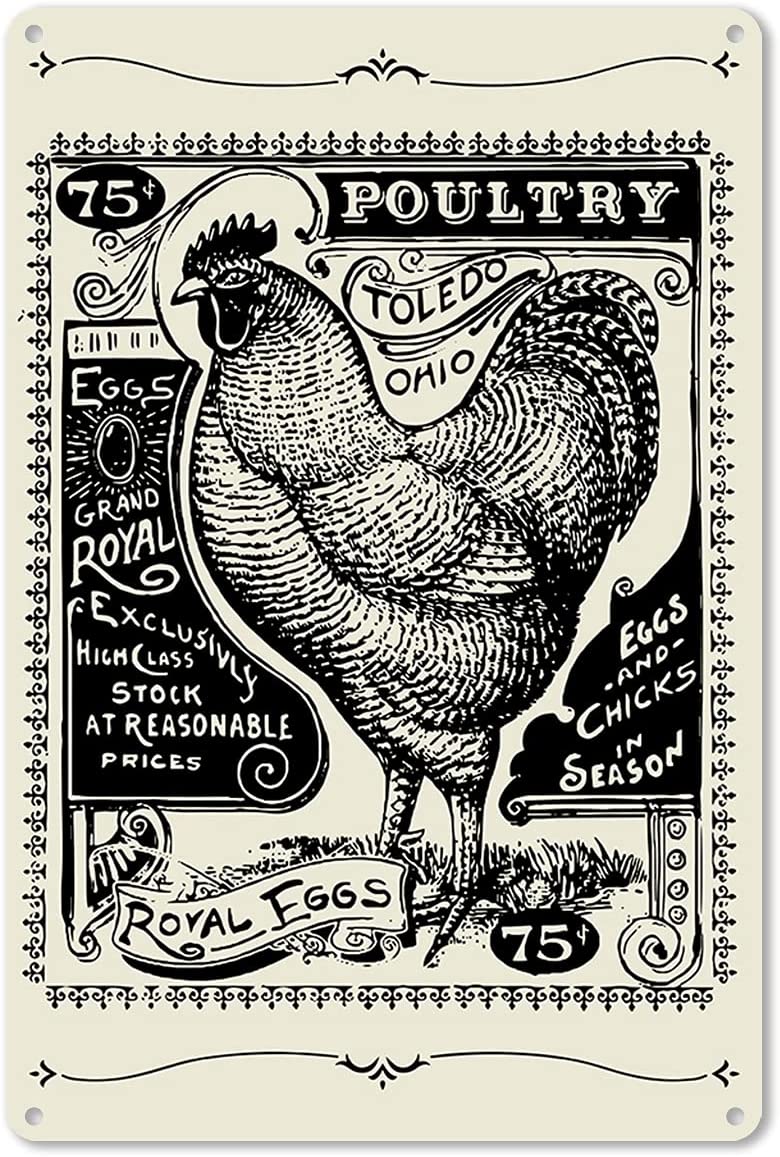 75¢
POULTRY
TOLEDO
OHIO
EGGS
GRAND
ROYAL
EXCLUSIVLY
HIGH CLASS
STOCK
AT REASONABLE
PRICES
EGGS
-AND-
CHICKS
IN
SEASON
ROYAL EGGS
75¢